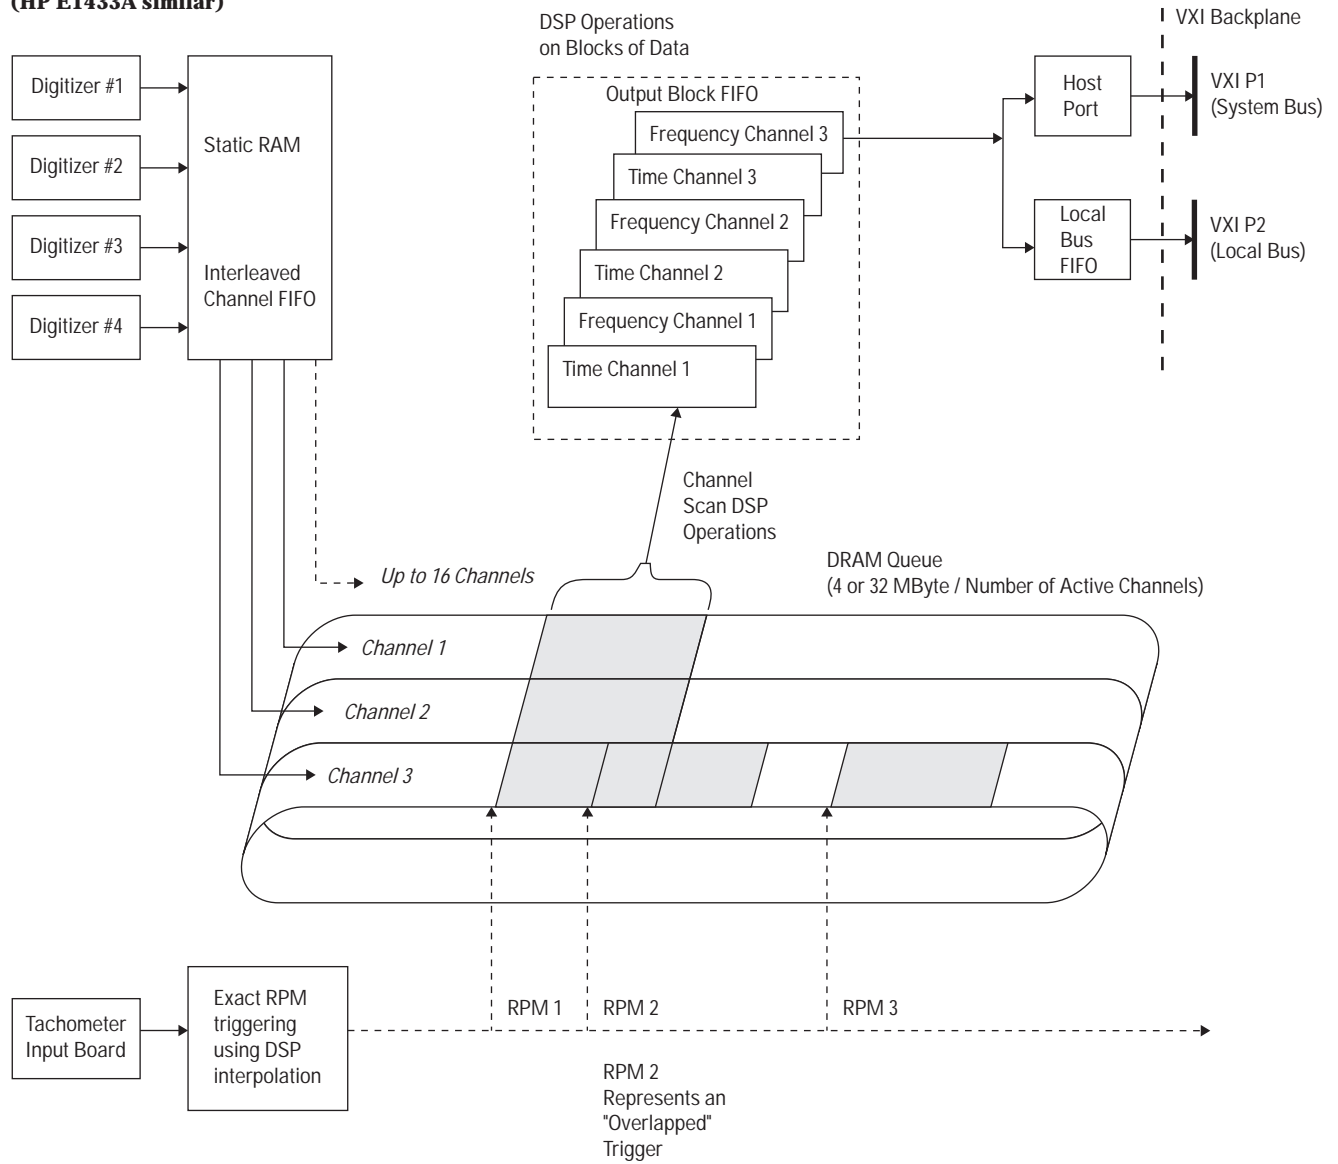 (HP E1433A similar)
Digitizer #1
Digitizer #2
Digitizer #3
Digitizer #4
Static RAM
Interleaved
Channel FIFO
DSP Operations
on Blocks of Data
Output Block FIFO
Frequency Channel 3
Time Channel 3
Frequency Channel 2
Time Channel 2
Frequency Channel 1
Time Channel 1
Host
Port
Local
Bus
FIFO
VXI Backplane
VXI P1
(System Bus)
VXI P2
(Local Bus)
Channel
Scan DSP
Operations
DRAM Queue
(4 or 32 MByte / Number of Active Channels)
Up to 16 Channels
Channel 1
Channel 2
Channel 3
Tachometer
Input Board
Exact RPM
triggering
using DSP
interpolation
RPM 1
RPM 2
RPM 3
RPM 2
Represents an
"Overlapped"
Trigger